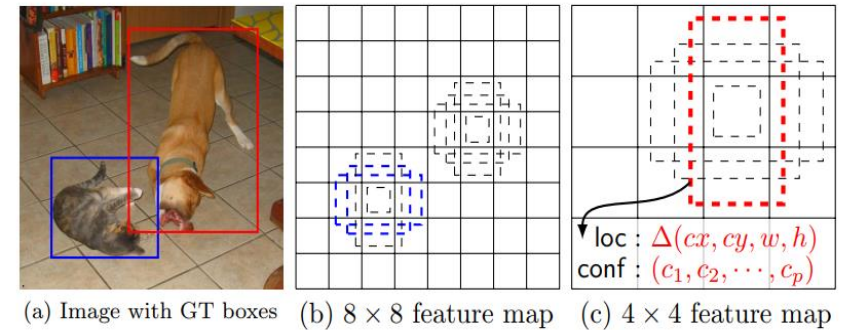 loc : Δ(cx, cy, w, h)
conf : (c₁, c₂, ⋯, cₚ)
(a) Image with GT boxes
(b) 8 × 8 feature map
(c) 4 × 4 feature map